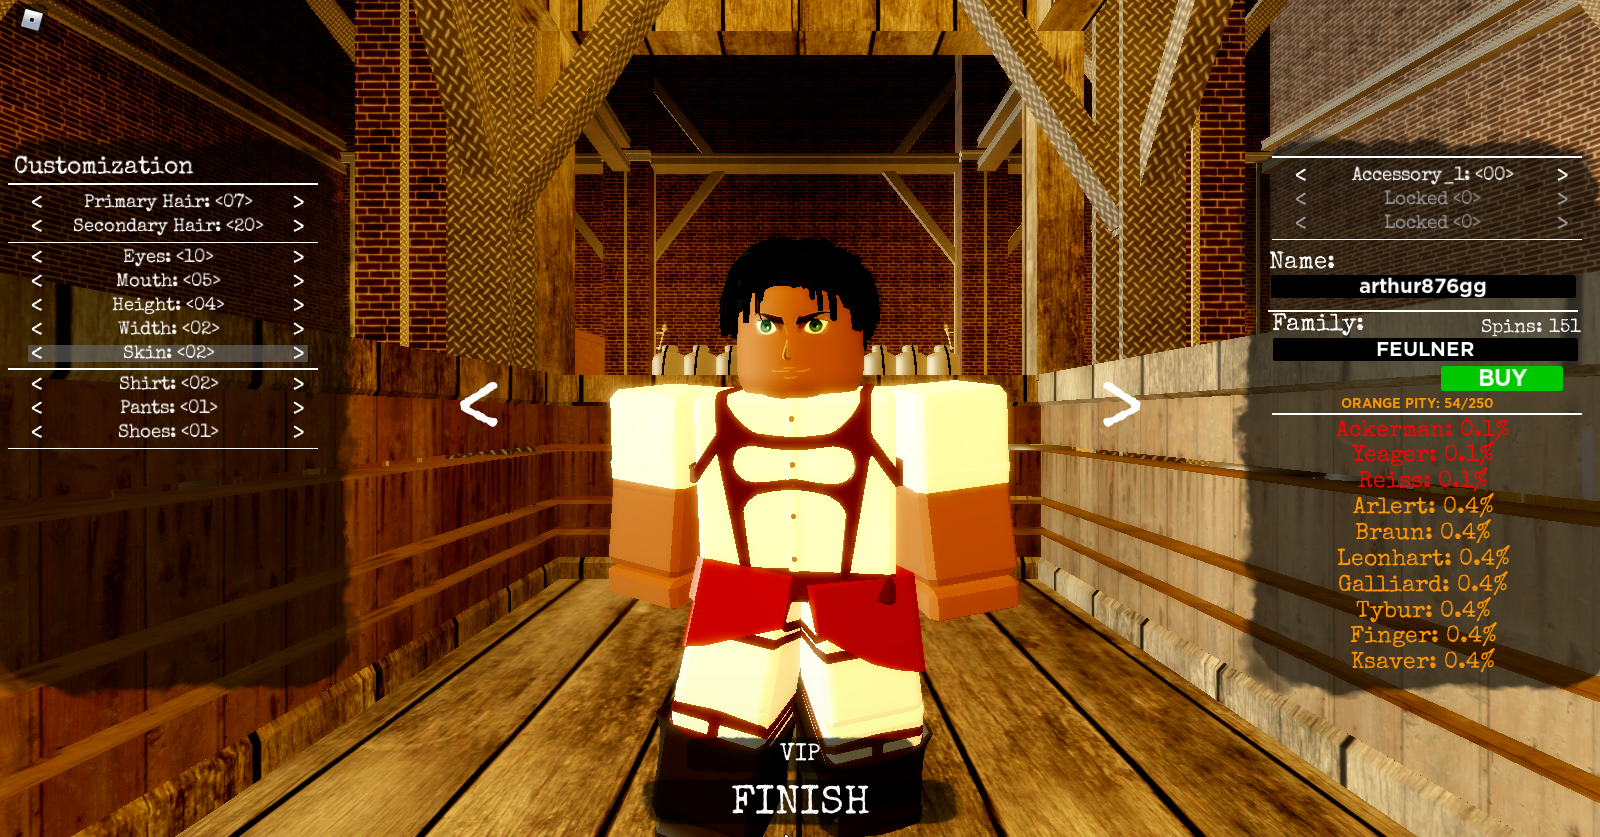 Customization
< Primary Hair: <07> >
< Secondary Hair: <20> >
< Eyes: <10> >
< Mouth: <05> >
< Height: <04> >
< Width: <02> >
< Skin: <02> >
< Shirt: <02> >
< Pants: <01> >
< Shoes: <01> >
< >
< Accessory_1: <00> >
< Locked <0> >
< Locked <0> >
Name:
arthur876gg
Family: Spins: 151
FEULNER
BUY
ORANGE PITY: 54/250
Ackerman: 0.1%
Yeager: 0.1%
Reiss: 0.1%
Arlert: 0.4%
Braun: 0.4%
Leonhart: 0.4%
Galliard: 0.4%
Tybur: 0.4%
Finger: 0.4%
Ksaver: 0.4%
VIP
FINISH